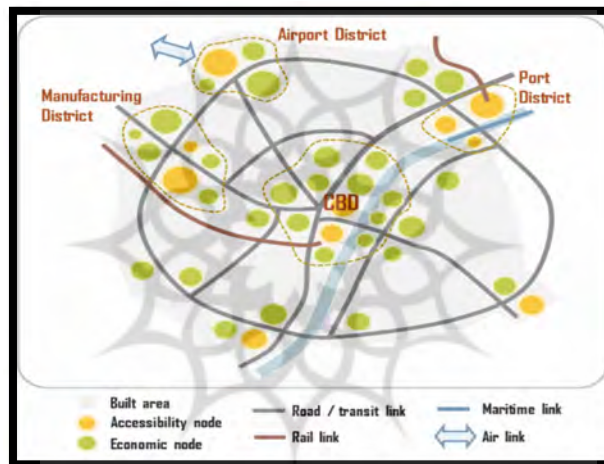 Airport District
Port
District
Manufacturing
District
CBD
Built area
Accessibility node
Economic node
Road / transit link
Rail link
Maritime link
Air link